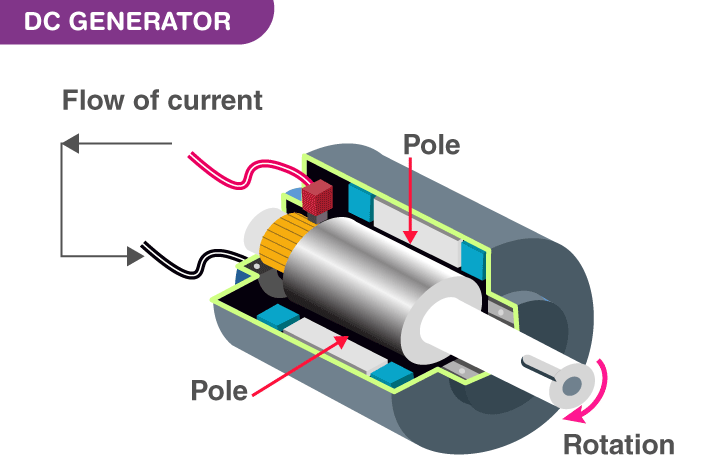 DC GENERATOR
Flow of current
Pole
Pole
Rotation